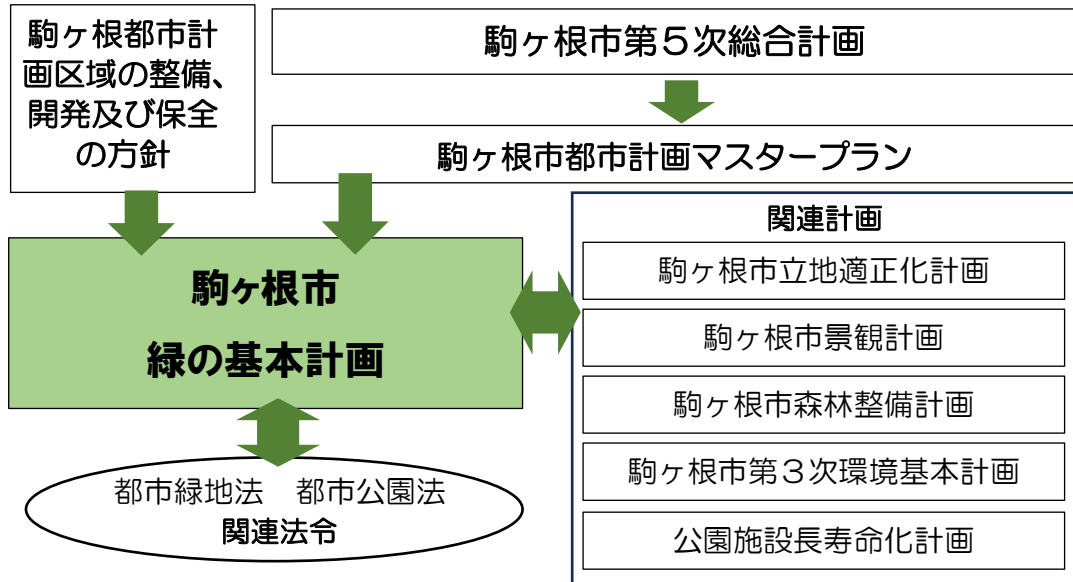 駒ヶ根都市計
画区域の整備、
開発及び保全
の方針
駒ヶ根市第５次総合計画
駒ヶ根市都市計画マスタープラン
駒ヶ根市
緑の基本計画
関連計画
駒ヶ根市立地適正化計画
駒ヶ根市景観計画
駒ヶ根市森林整備計画
駒ヶ根市第３次環境基本計画
公園施設長寿命化計画
都市緑地法　都市公園法
関連法令